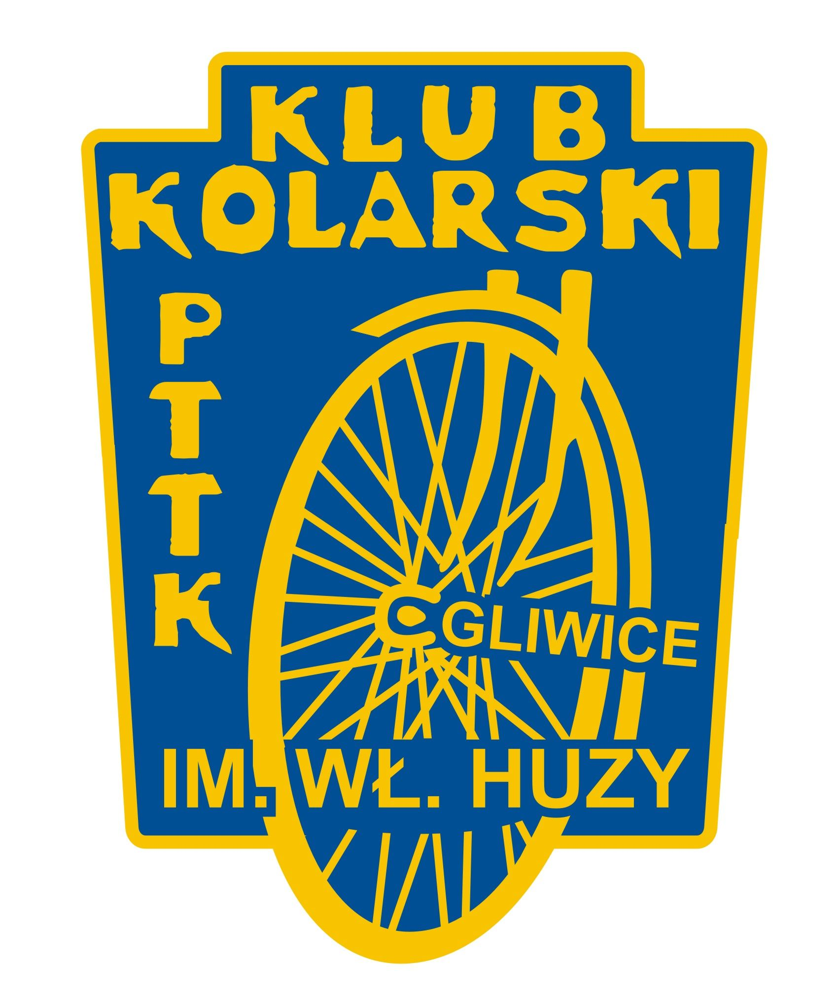 KLUB
KOLARSKI
PTTK
GLIWICE
IM. WŁ. HUZY